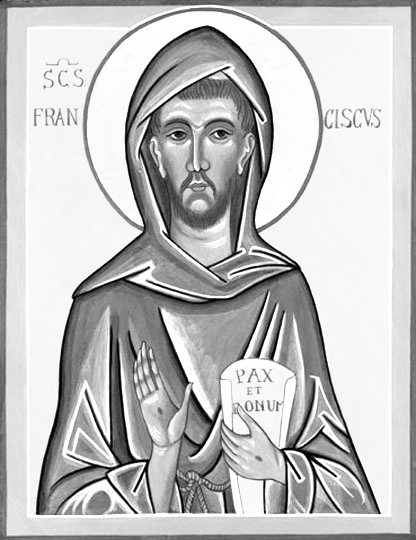 SCS.
FRAN CISCVS
PAX
ET
BONUM